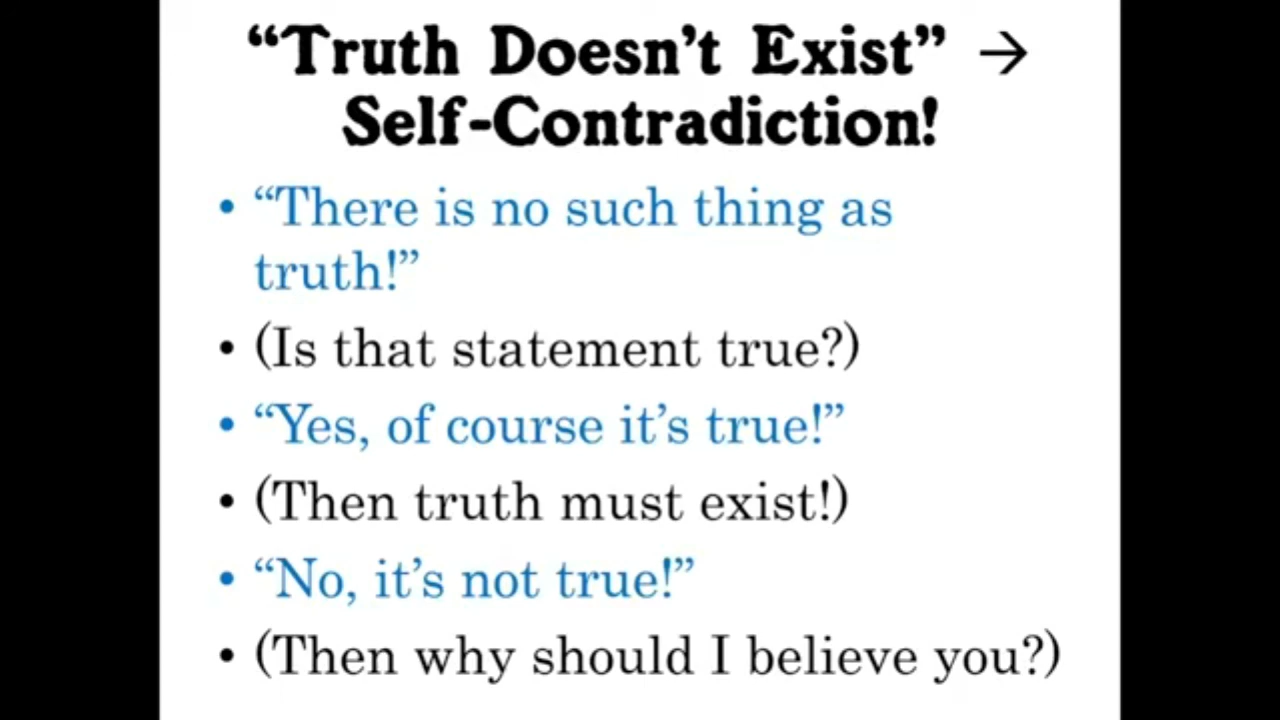 “Truth Doesn’t Exist” →
Self-Contradiction!
• “There is no such thing as
truth!”
• (Is that statement true?)
• “Yes, of course it’s true!”
• (Then truth must exist!)
• “No, it’s not true!”
• (Then why should I believe you?)